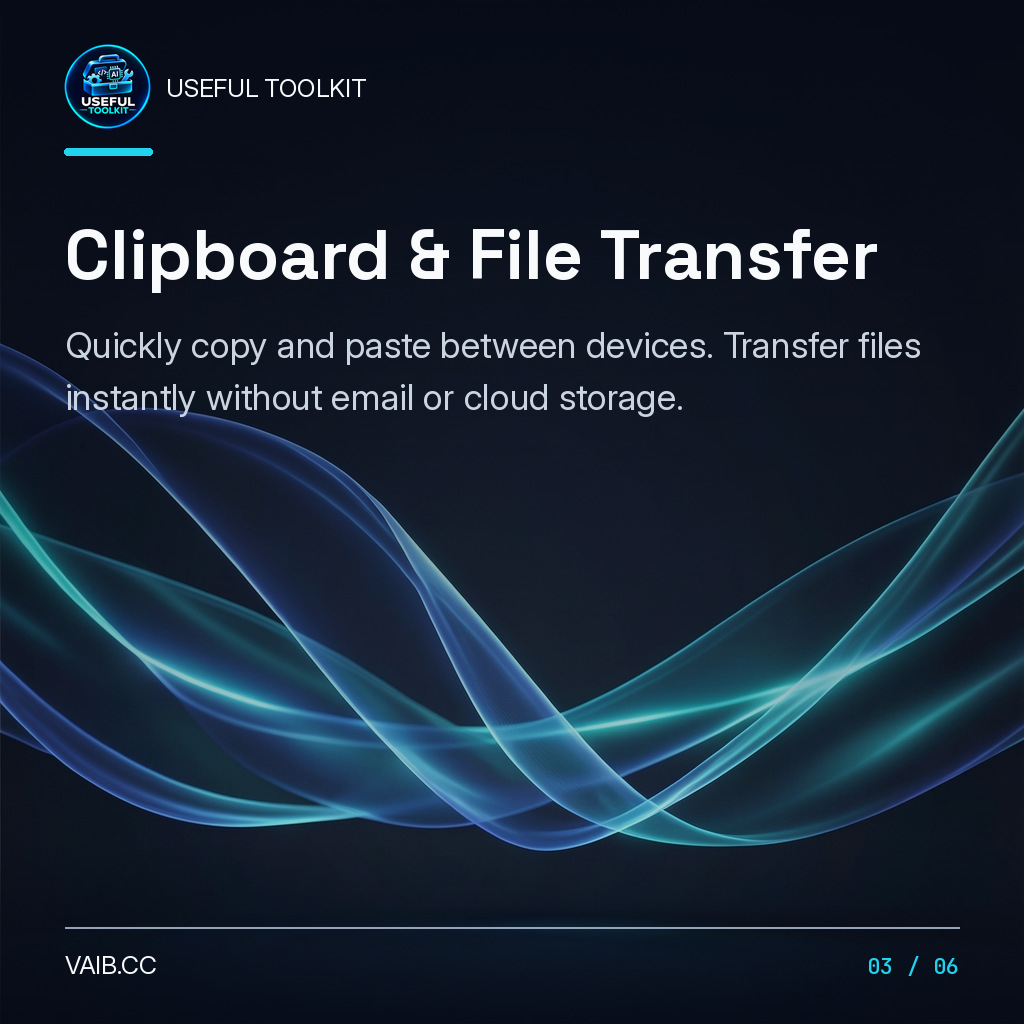 AI
USEFUL
TOOLKIT
USEFUL TOOLKIT
Clipboard & File Transfer
Quickly copy and paste between devices. Transfer files
instantly without email or cloud storage.
VAIB.CC
03 / 06